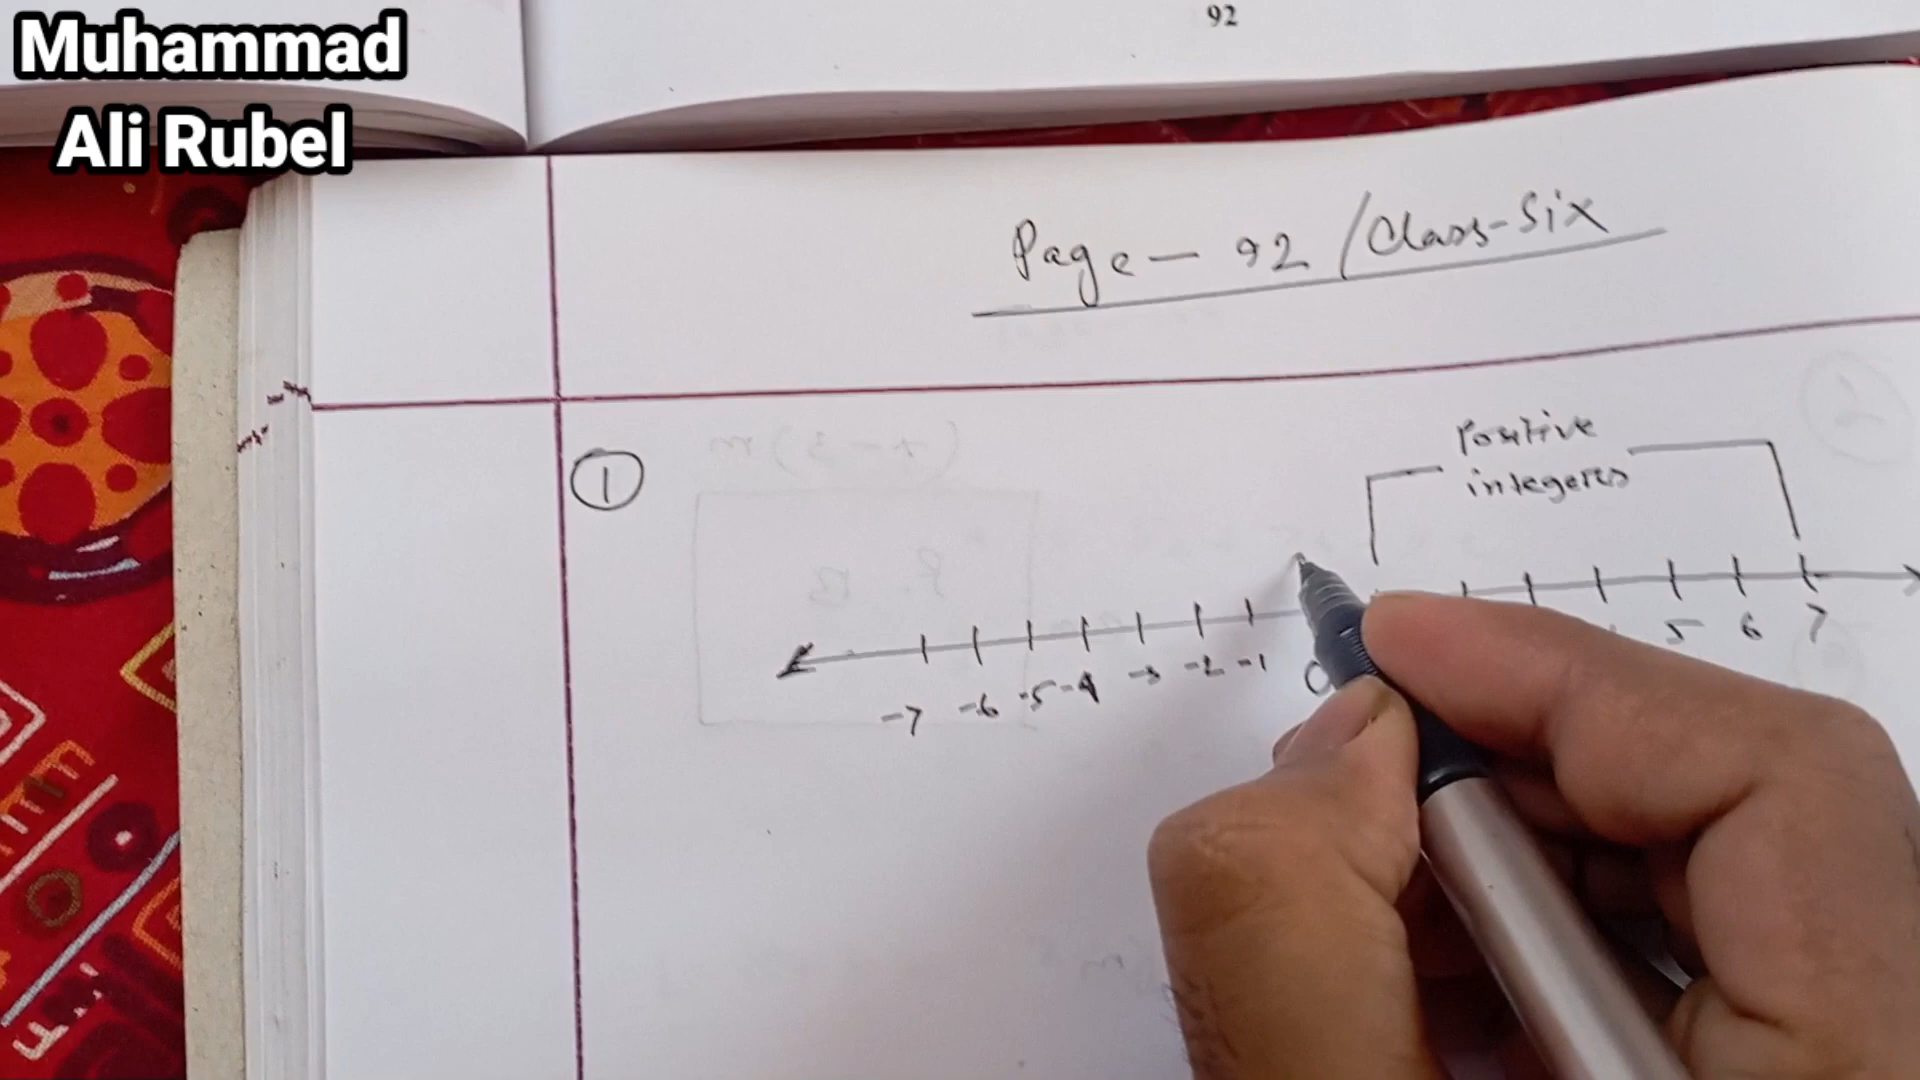 Muhammad
Ali Rubel
92
Page - 92 / Class-Six
1
Positive
integeres
-7 -6 -5 -4 -3 -2 -1 0 5 6 7